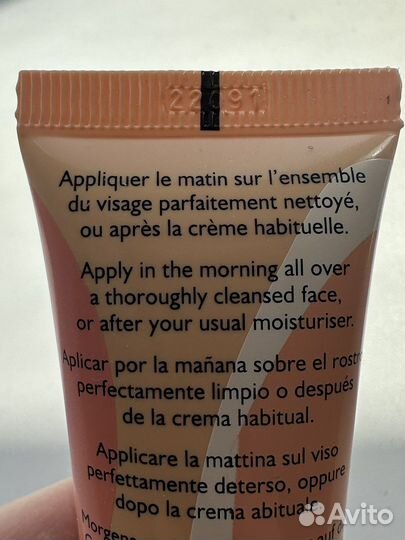 22091
Appliquer le matin sur l'ensemble
du visage parfaitement nettoyé,
ou après la crème habituelle.
Apply in the morning all over
a thoroughly cleansed face,
or after your usual moisturiser.
Aplicar por la mañana sobre el rostro
perfectamente limpio o después
de la crema habitual.
Applicare la mattina sul viso
perfettamente deterso, oppure
dopo la crema abituale.
Morgens
Avito